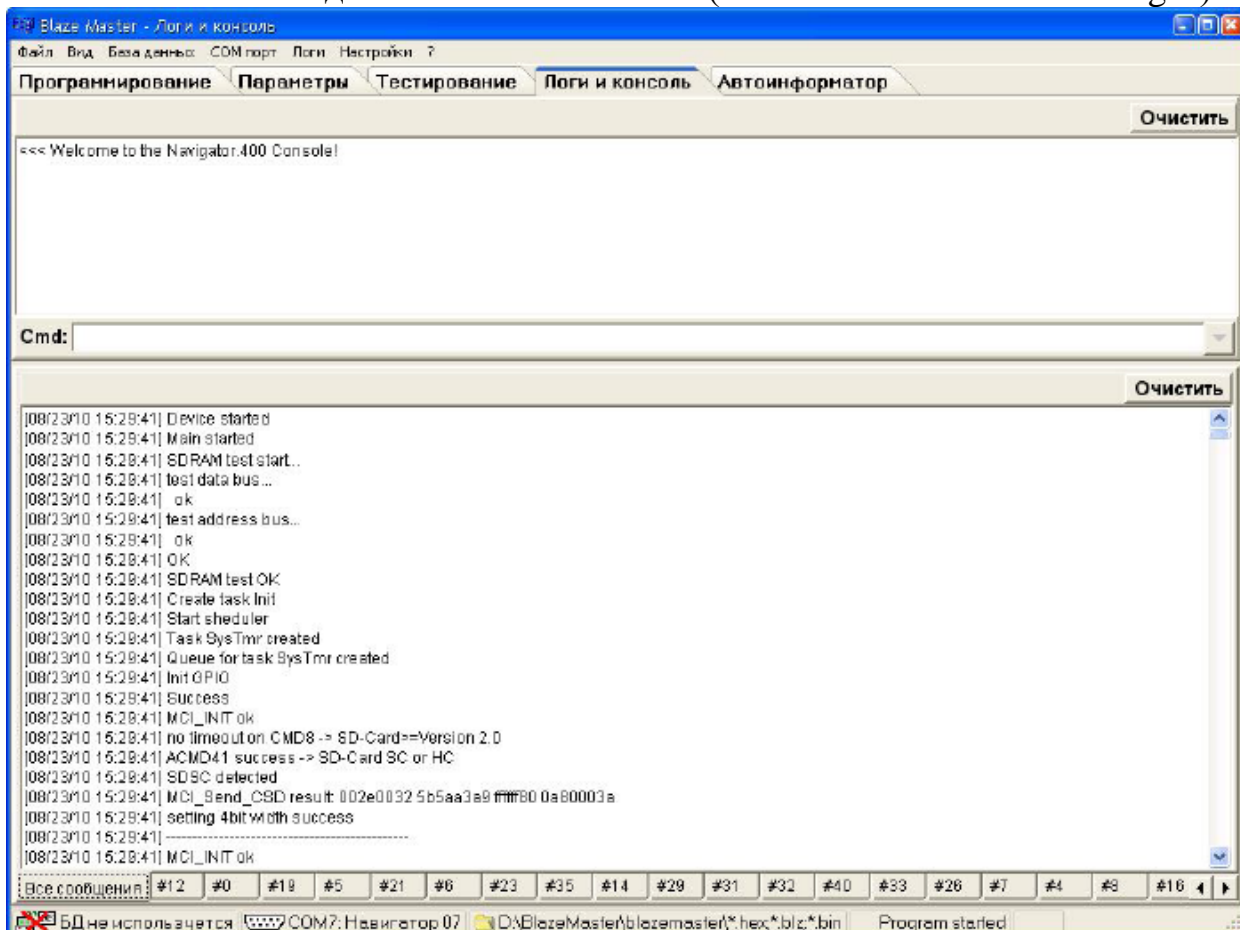 Blaze Master - Логи и консоль
Файл Вид База данных COM порт Логи Настройки ?
Программирование Параметры Тестирование Логи и консоль Автоинформатор
Очистить
<<< Welcome to the Navigator.400 Console!
Cmd:
Очистить
[08/23/10 15:29:41] Device started
[08/23/10 15:29:41] Main started
[08/23/10 15:29:41] SDRAM test start...
[08/23/10 15:29:41] test data bus...
[08/23/10 15:29:41] ok
[08/23/10 15:29:41] test address bus...
[08/23/10 15:29:41] ok
[08/23/10 15:29:41] OK
[08/23/10 15:29:41] SDRAM test OK
[08/23/10 15:29:41] Create task Init
[08/23/10 15:29:41] Start sheduler
[08/23/10 15:29:41] Task SysTmr created
[08/23/10 15:29:41] Queue for task SysTmr created
[08/23/10 15:29:41] Init GPIO
[08/23/10 15:29:41] Success
[08/23/10 15:29:41] MCI_INIT ok
[08/23/10 15:29:41] no timeout on CMD8 -> SD-Card>=Version 2.0
[08/23/10 15:29:41] ACMD41 success -> SD-Card SC or HC
[08/23/10 15:29:41] SDSC detected
[08/23/10 15:29:41] MCI_Send_CSD result: 002e0032 5b5aa3a9 ffffff80 0a80003a
[08/23/10 15:29:41] setting 4bit width success
[08/23/10 15:29:41] ------------------------------------------------
[08/23/10 15:29:41] MCI_INIT ok
Все сообщения #12 #0 #19 #5 #21 #6 #23 #35 #14 #29 #31 #32 #40 #33 #26 #7 #4 #8 #16
БД не используется COM7: Навигатор 07 D:\BlazeMaster\blazemaster\*.hex;*.blz;*.bin Program started